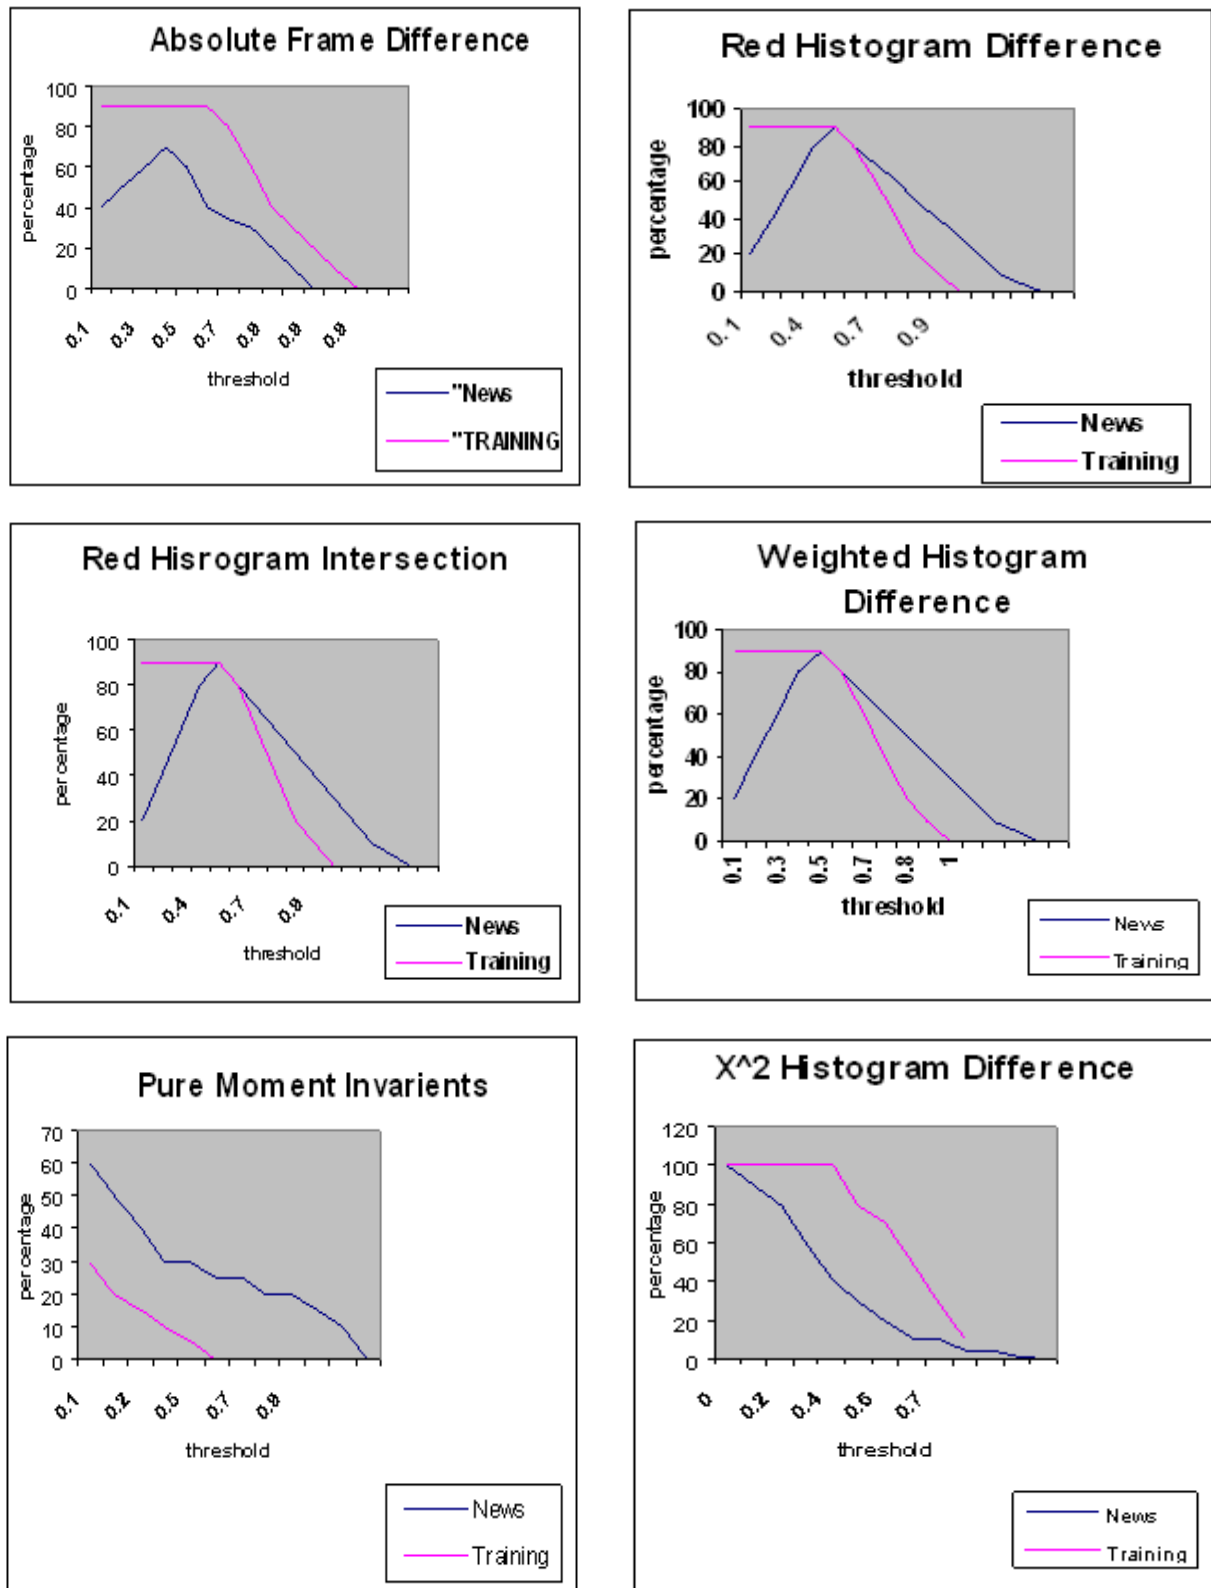 Absolute Frame Difference
100
80
60
40
20
0
percentage
0.1
0.3
0.5
0.7
threshold
"News
"TRAINING
Red Histogram Difference
100
80
60
40
20
0
percentage
0.1
0.4
0.7
0.9
threshold
News
Training
Red Hisrogram Intersection
100
80
60
40
20
0
percentage
0.1
0.4
0.7
0.9
threshold
News
Training
Weighted Histogram
Difference
100
80
60
40
20
0
percentage
0.1
0.3
0.5
0.7
0.8
1
threshold
News
Training
Pure Moment Invarients
70
60
50
40
30
20
10
0
percentage
0.1
0.2
0.5
0.7
0.9
threshold
News
Training
X^2 Histogram Difference
120
100
80
60
40
20
0
percentage
0
0.2
0.4
0.7
threshold
News
Training